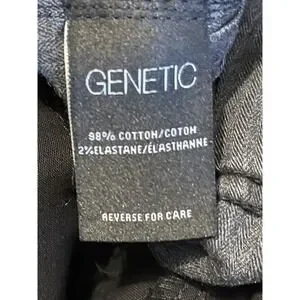 GENETIC
98% COTTON/COTON
2% ELASTANE/ÉLASTHANNE
REVERSE FOR CARE